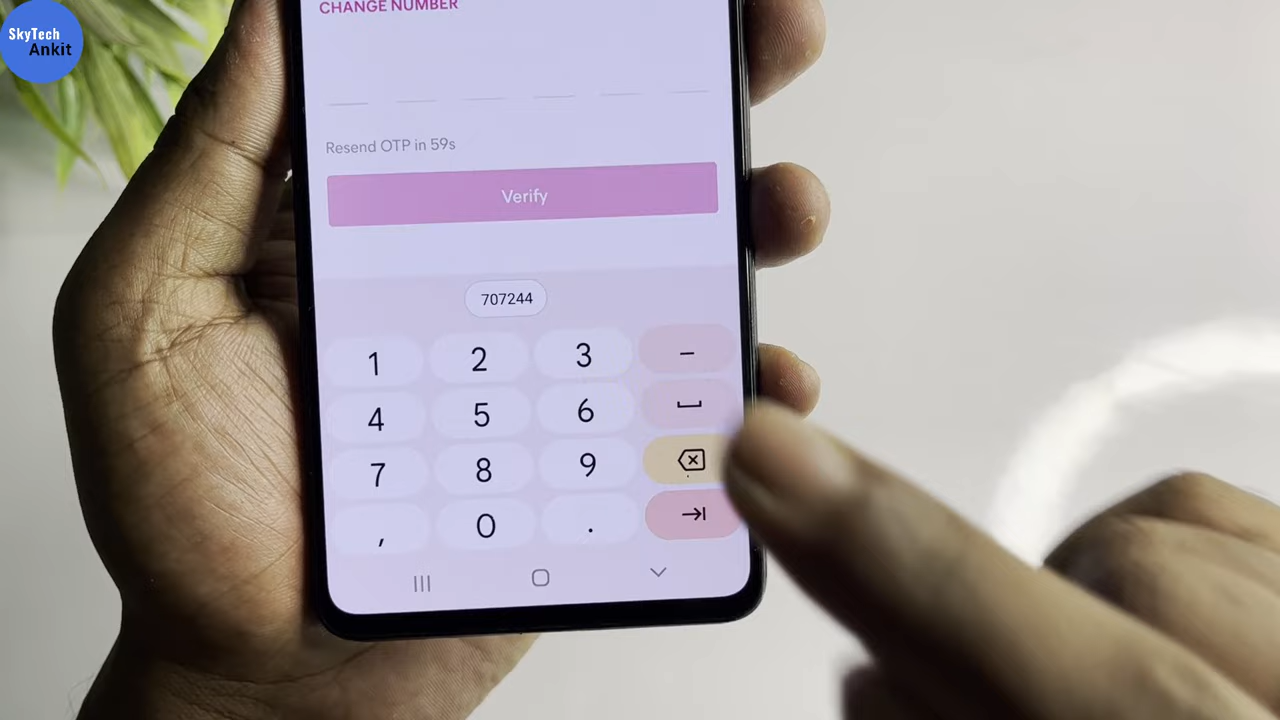 SkyTech
Ankit
CHANGE NUMBER
Resend OTP in 59s
Verify
707244
1 2 3 –
4 5 6
7 8 9
, 0 .